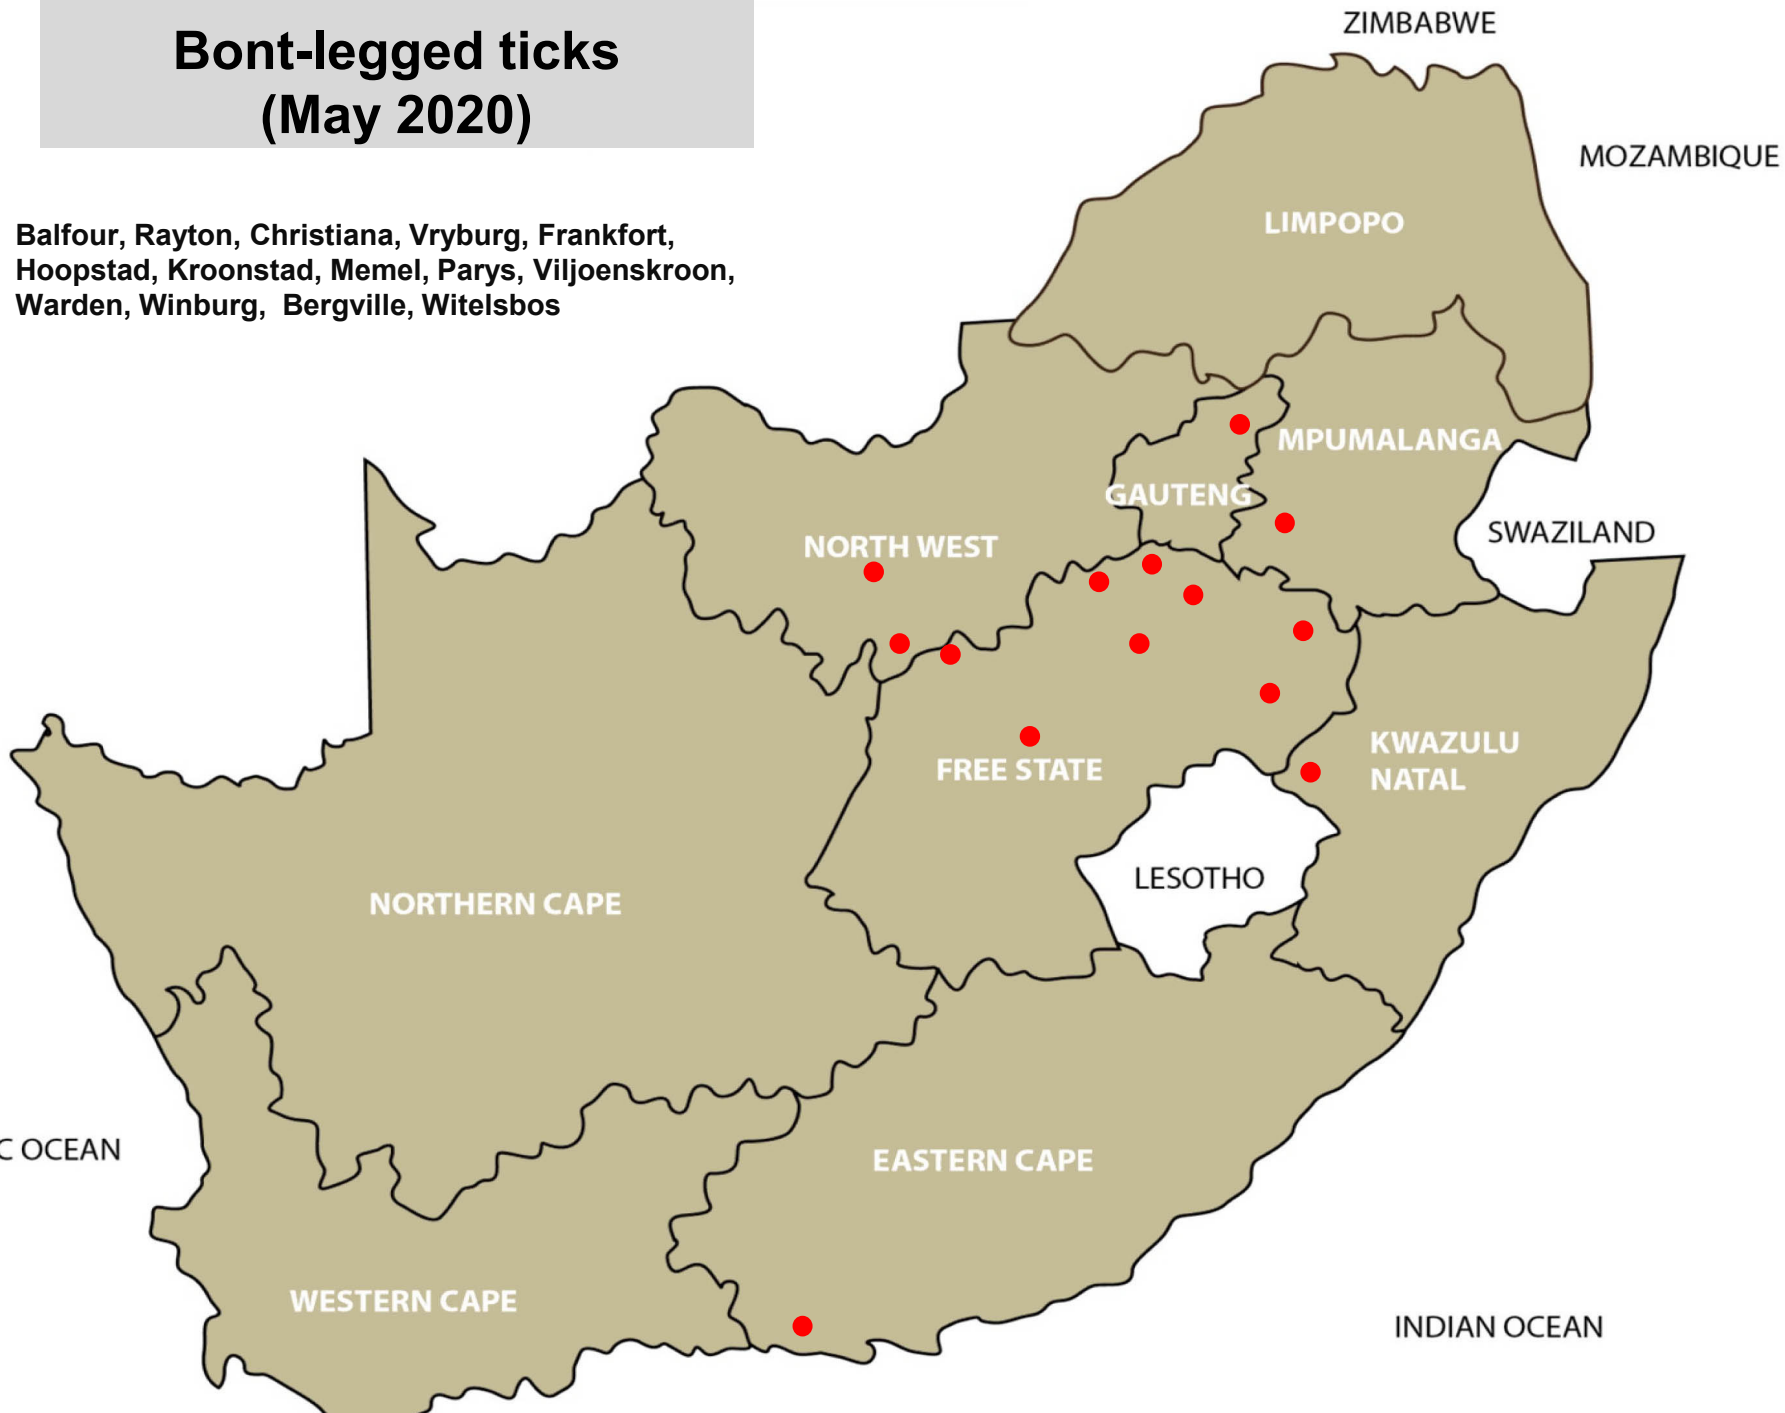 Bont-legged ticks
(May 2020)
Balfour, Rayton, Christiana, Vryburg, Frankfort,
Hoopstad, Kroonstad, Memel, Parys, Viljoenskroon,
Warden, Winburg, Bergville, Witelsbos
ZIMBABWE
MOZAMBIQUE
LIMPOPO
MPUMALANGA
GAUTENG
SWAZILAND
NORTH WEST
KWAZULU
NATAL
FREE STATE
LESOTHO
NORTHERN CAPE
C OCEAN
EASTERN CAPE
WESTERN CAPE
INDIAN OCEAN